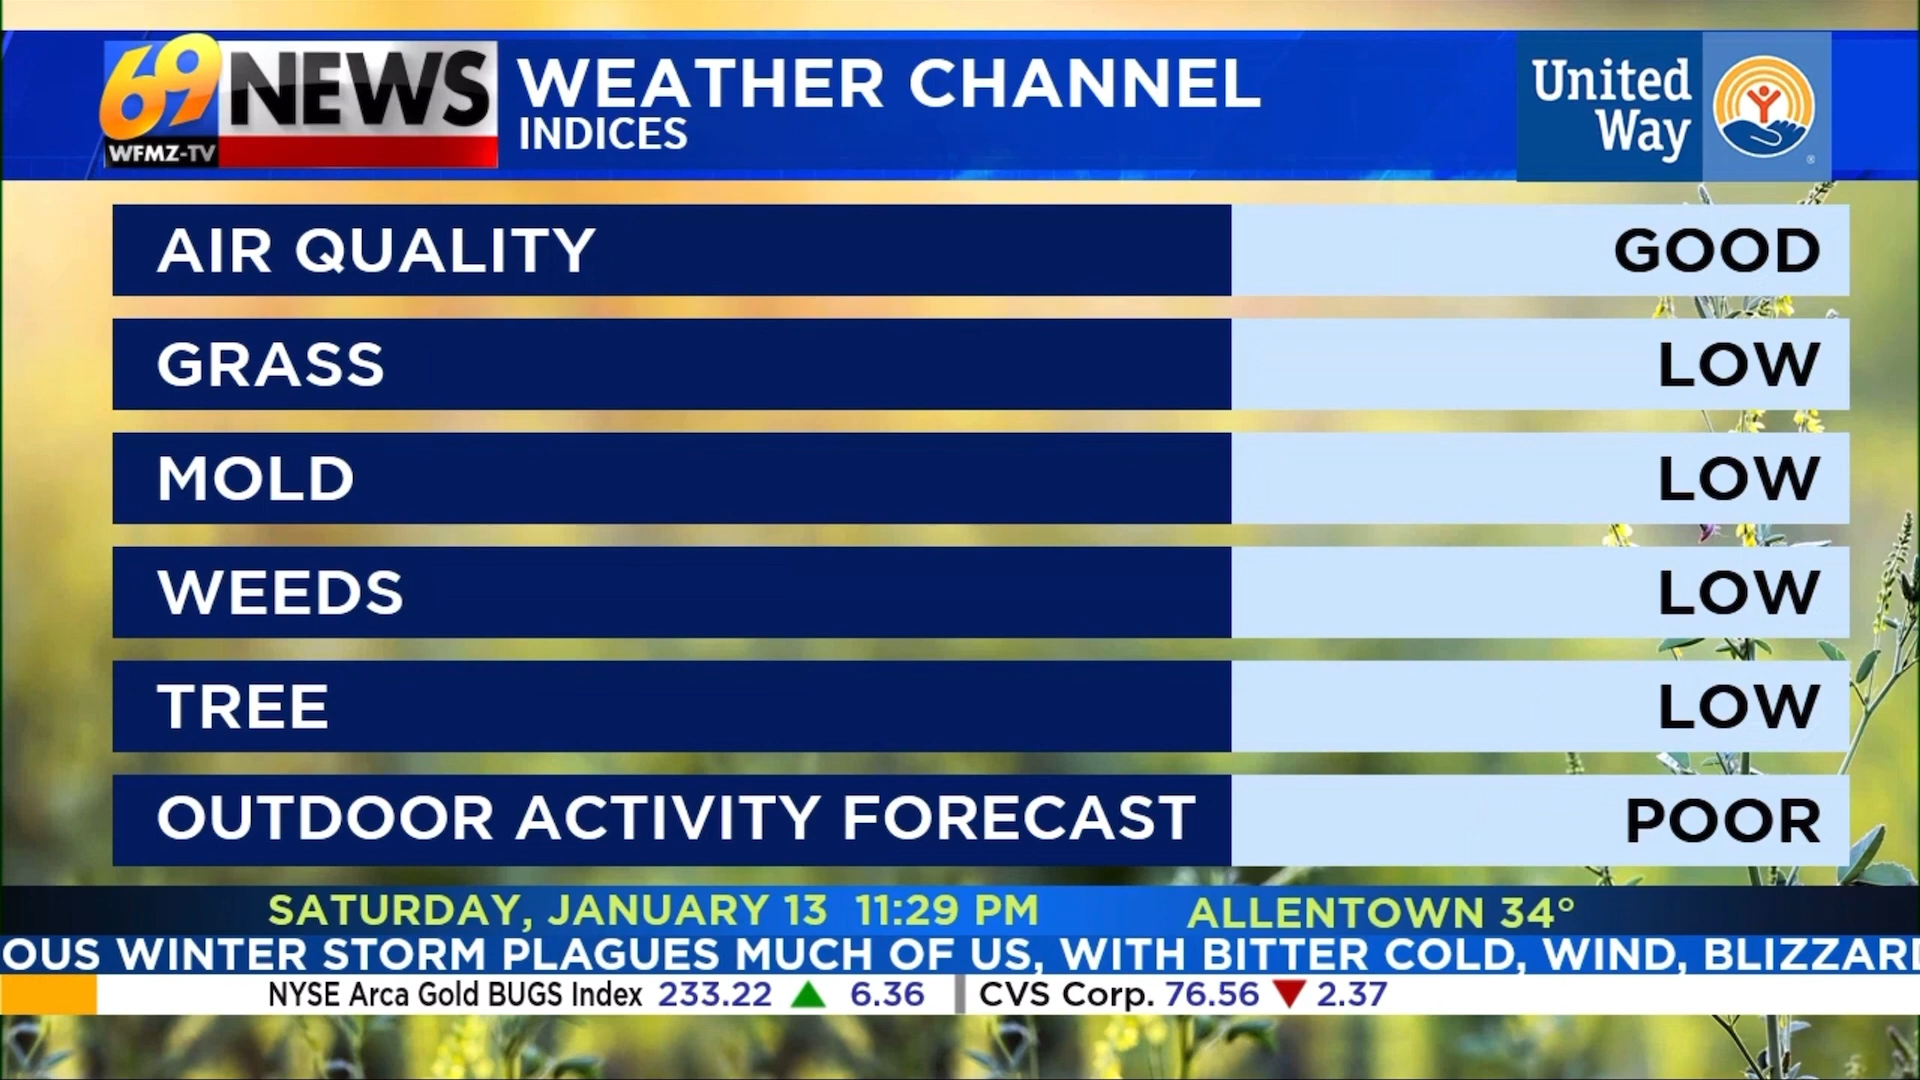 69 NEWS
WFMZ-TV
WEATHER CHANNEL
INDICES
United
Way
AIR QUALITY GOOD
GRASS LOW
MOLD LOW
WEEDS LOW
TREE LOW
OUTDOOR ACTIVITY FORECAST POOR
SATURDAY, JANUARY 13 11:29 PM ALLENTOWN 34°
OUS WINTER STORM PLAGUES MUCH OF US, WITH BITTER COLD, WIND, BLIZZARD
NYSE Arca Gold BUGS Index 233.22 ▲ 6.36 | CVS Corp. 76.56 ▼ 2.37